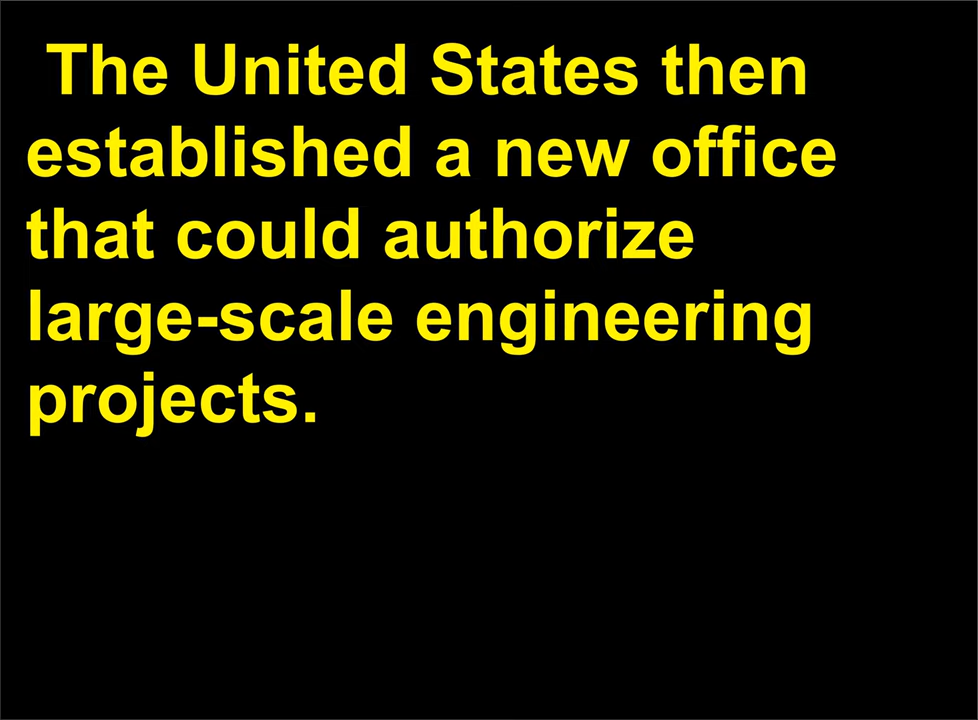 The United States then
established a new office
that could authorize
large-scale engineering
projects.